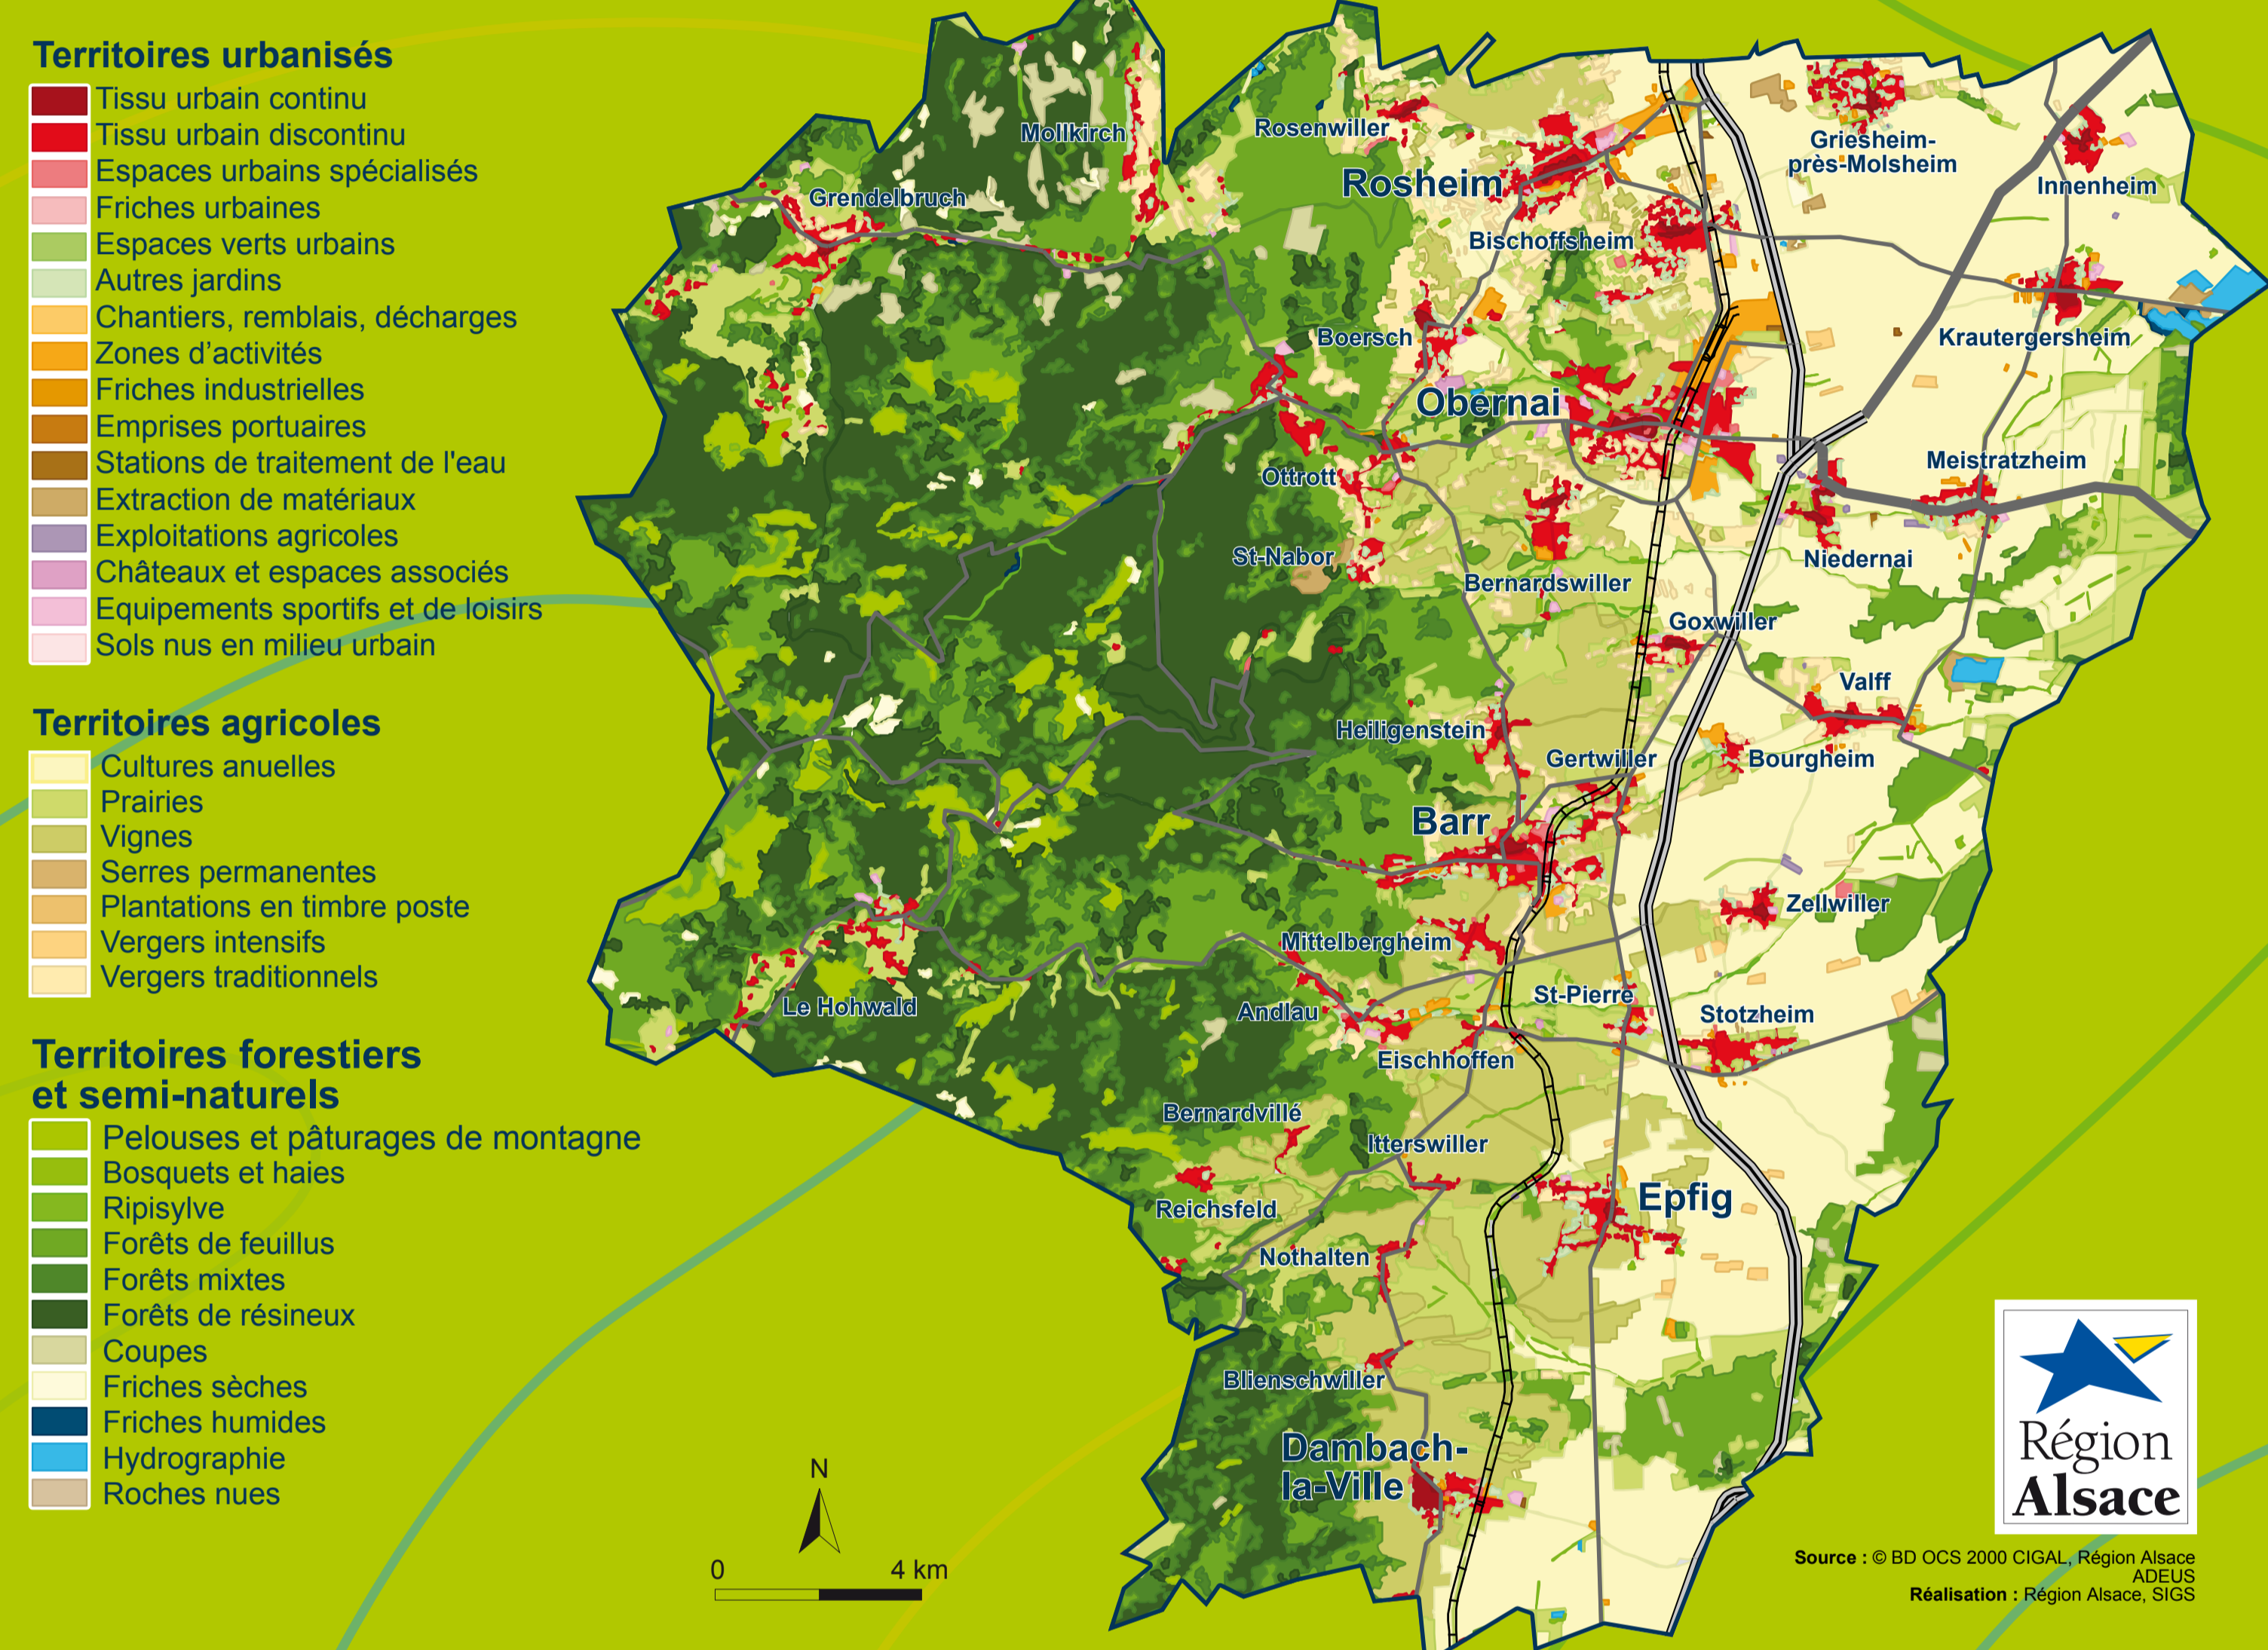 Territoires urbanisés
Tissu urbain continu
Tissu urbain discontinu
Espaces urbains spécialisés
Friches urbaines
Espaces verts urbains
Autres jardins
Chantiers, remblais, décharges
Zones d'activités
Friches industrielles
Emprises portuaires
Stations de traitement de l'eau
Extraction de matériaux
Exploitations agricoles
Châteaux et espaces associés
Equipements sportifs et de loisirs
Sols nus en milieu urbain
Territoires agricoles
Cultures anuelles
Prairies
Vignes
Serres permanentes
Plantations en timbre poste
Vergers intensifs
Vergers traditionnels
Territoires forestiers
et semi-naturels
Pelouses et pâturages de montagne
Bosquets et haies
Ripisylve
Forêts de feuillus
Forêts mixtes
Forêts de résineux
Coupes
Friches sèches
Friches humides
Hydrographie
Roches nues
Mollkirch
Rosenwiller
Griesheim-
près-Molsheim
Innenheim
Grendelbruch
Rosheim
Bischoffsheim
Boersch
Krautergersheim
Obernai
Ottrott
Meistratzheim
St-Nabor
Niedernai
Bernardswiller
Goxwiller
Valff
Heiligenstein
Gertwiller
Bourgheim
Barr
Zellwiller
Mittelbergheim
Le Hohwald
Andlau
St-Pierre
Stotzheim
Eischhoffen
Bernardvillé
Itterswiller
Reichsfeld
Epfig
Nothalten
Blienschwiller
Dambach-
la-Ville
N
0 4 km
Région
Alsace
Source : © BD OCS 2000 CIGAL, Région Alsace
ADEUS
Réalisation : Région Alsace, SIGS